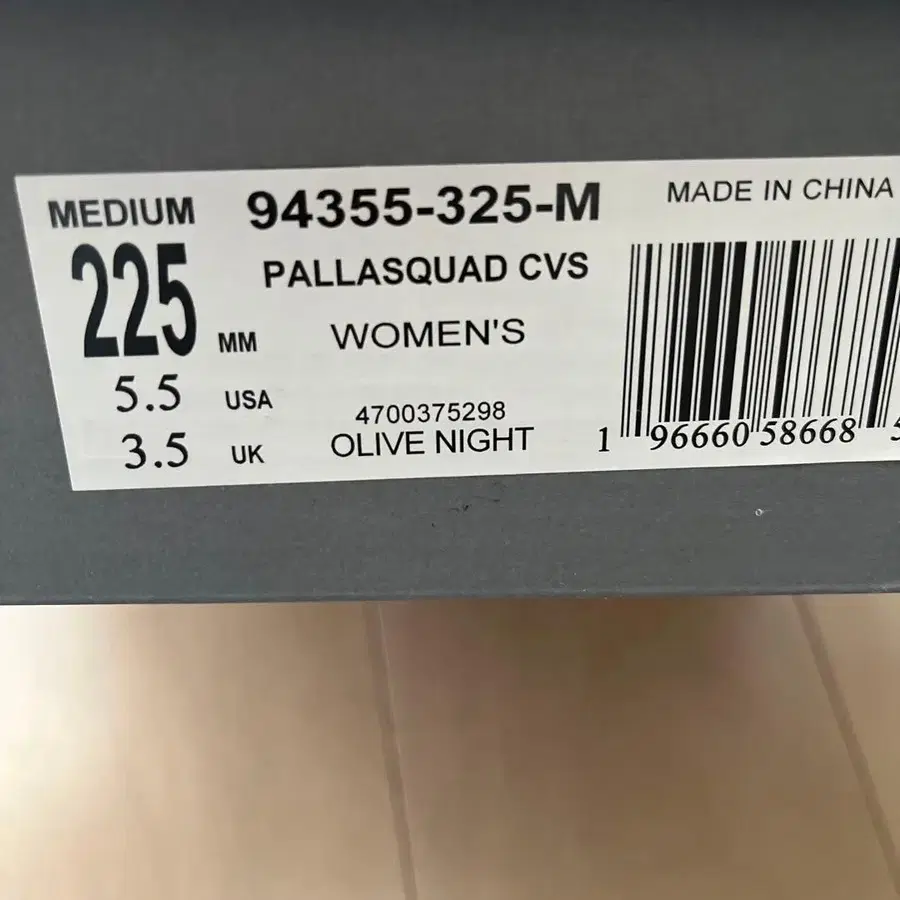 MEDIUM 94355-325-M MADE IN CHINA
225 MM PALLASQUAD CVS
WOMEN'S
5.5 USA
4700375298
3.5 UK OLIVE NIGHT
1 96660 58668